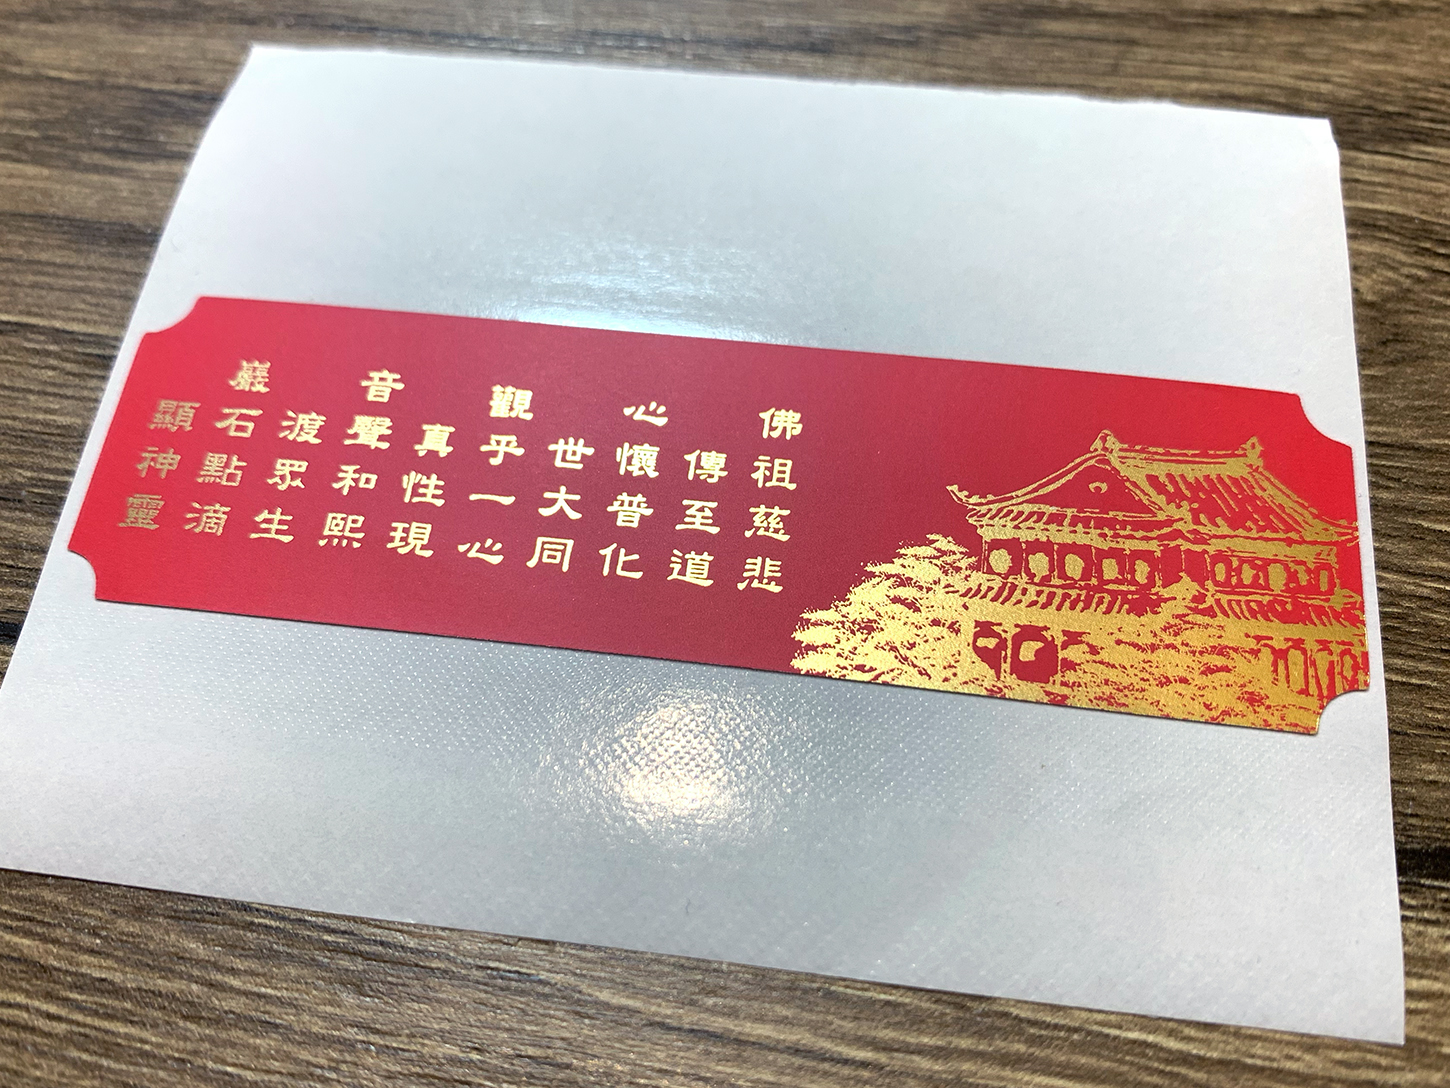 佛祖慈悲
傳至道
心懷普化
世大同
觀乎一心
真性現
音聲和熙
渡眾生
巖石點滴
顯神靈